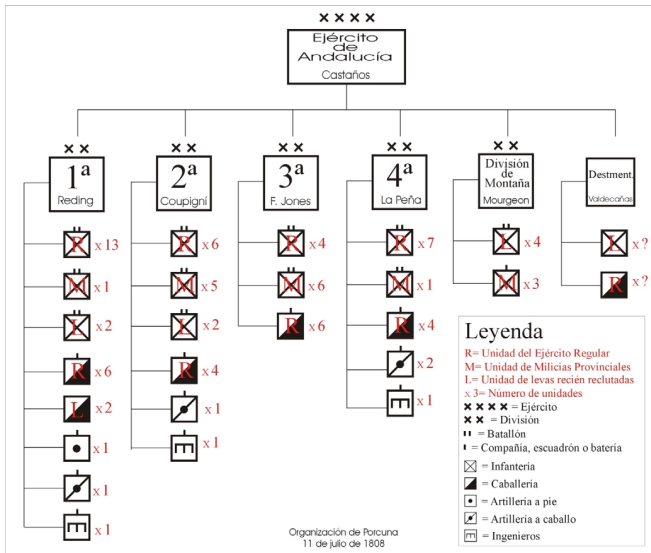 Ejército
de
Andalucía
Castaños
1ª
Reding
2ª
Coupigní
3ª
F. Jones
4ª
La Peña
División
de
Montaña
Mourgeon
Destment.
Valdecañas
R x 13
M x 1
L x 2
R x 6
L x 2
x 1
x 1
x 1
R x 6
M x 5
L x 2
R x 4
x 1
x 1
R x 4
M x 6
R x 6
R x 7
M x 1
R x 4
x 2
x 1
L x 4
M x 3
L x ?
R x ?
Leyenda
R= Unidad del Ejército Regular
M= Unidad de Milicias Provinciales
L= Unidad de levas recién reclutadas
x 3= Número de unidades
= Ejército
= División
= Batallón
= Compañía, escuadrón o batería
= Infantería
= Caballería
= Artillería a pie
= Artillería a caballo
= Ingenieros
Organización de Porcuna
11 de julio de 1808